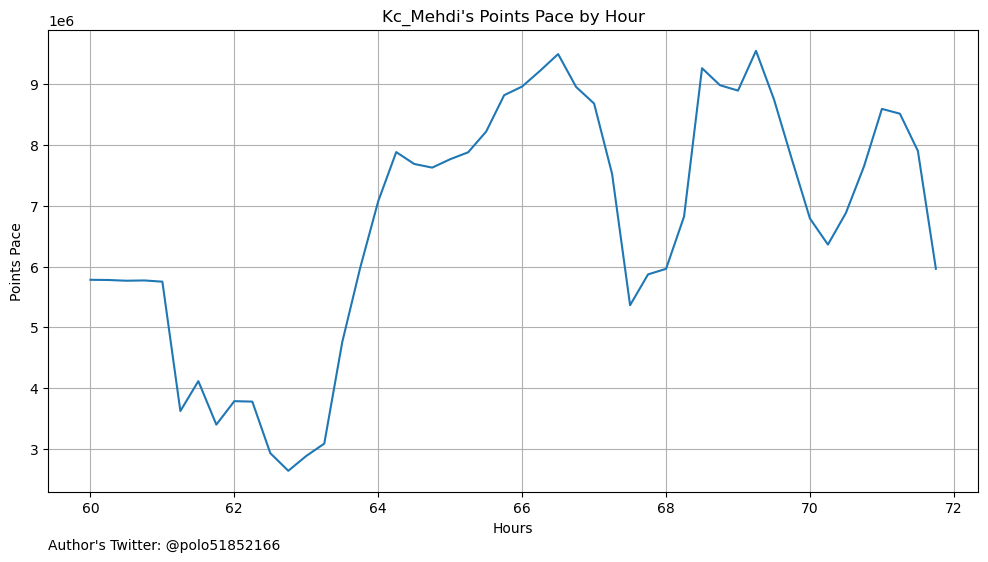 Kc_Mehdi's Points Pace by Hour
1e6
9
8
7
6
5
4
3
Points Pace
60 62 64 66 68 70 72
Hours
Author's Twitter: @polo51852166